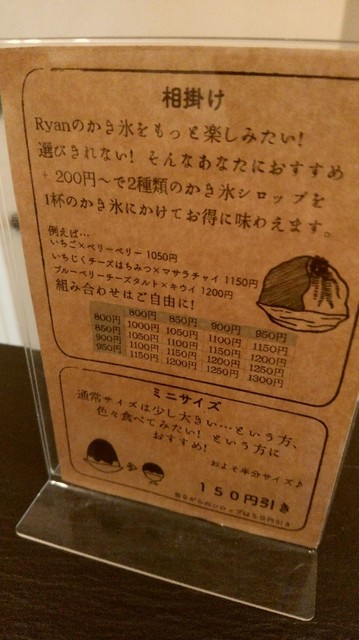 相掛け
Ryanのかき氷をもっと楽しみたい!
選びきれない! そんなあなたにおすすめ
+ 200円〜で2種類のかき氷シロップを
1杯のかき氷にかけてお得に味わえます。
例えば…
いちご×ベリーベリー 1050円
いちじくチーズはちみつ×マサラチャイ 1150円
ブルーベリーチーズタルト×キウイ 1200円
組み合わせはご自由に!
800円 850円 900円 950円
800円 1000円 1050円 1100円 1150円
850円 1050円 1100円 1150円 1200円
900円 1100円 1150円 1200円 1250円
950円 1150円 1200円 1250円 1300円
ミニサイズ
通常サイズは少し大きい…という方、
色々食べてみたい! という方に
おすすめ!
およそ半分サイズ♪
150円引き